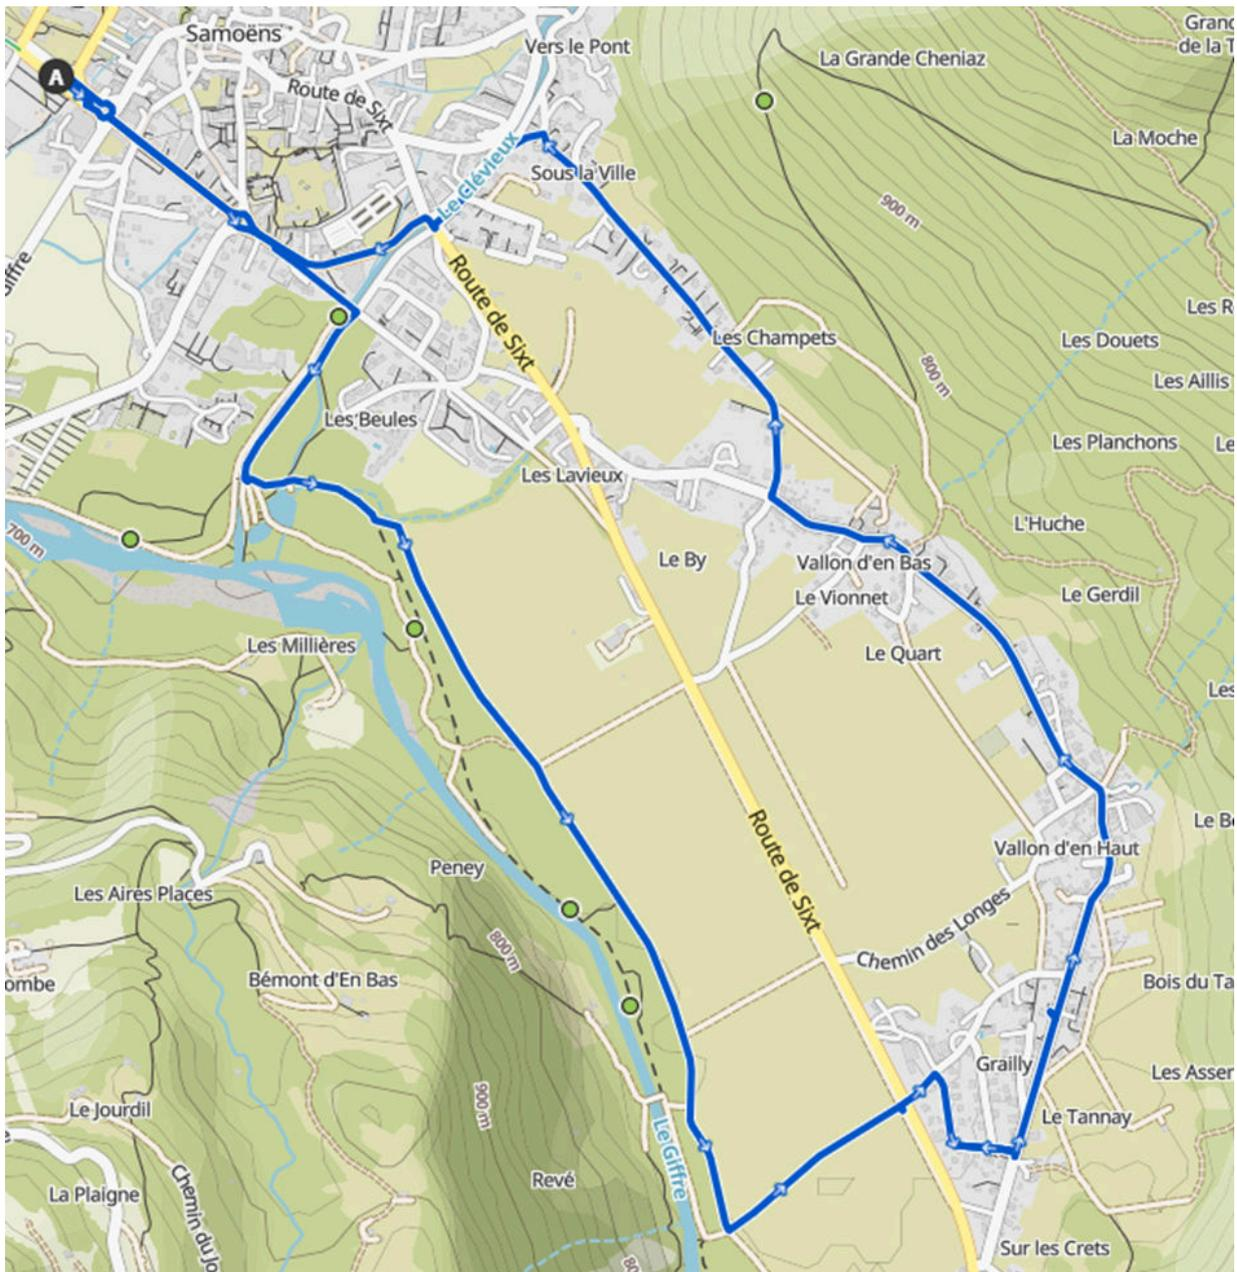 Samoëns
Vers le Pont
Grand
de la T
La Grande Cheniaz
A
Route de Sixt
La Moche
Le Clévieux
Sous la Ville
900 m
Giffre
Route de Sixt
Les R
Les Champets
Les Douets
800 m
Les Aillis
Les Beules
Les Planchons
Le
Les Lavieux
L'Huche
700 m
Le By
Vallon d'en Bas
Le Vionnet
Le Gerdil
Les Millières
Le Quart
Les
Route de Sixt
Le B
Vallon d'en Haut
Peney
Les Aires Places
Chemin des Longes
800 m
ombe
Bémont d'En Bas
Bois du Ta
Grailly
Les Asser
900 m
Le Jourdil
Le Tannay
Le Giffre
Revé
La Plaigne
Chemin du Jo
Sur les Crets
80